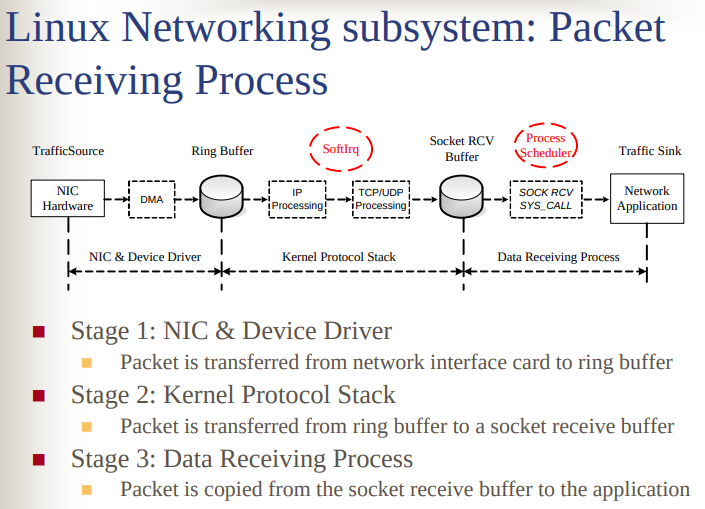 Linux Networking subsystem: Packet
Receiving Process
TrafficSource
Ring Buffer
SoftIrq
Socket RCV
Buffer
Process
Scheduler
Traffic Sink
NIC
Hardware
DMA
IP
Processing
TCP/UDP
Processing
SOCK RCV
SYS_CALL
Network
Application
NIC & Device Driver
Kernel Protocol Stack
Data Receiving Process
Stage 1: NIC & Device Driver
Packet is transferred from network interface card to ring buffer
Stage 2: Kernel Protocol Stack
Packet is transferred from ring buffer to a socket receive buffer
Stage 3: Data Receiving Process
Packet is copied from the socket receive buffer to the application